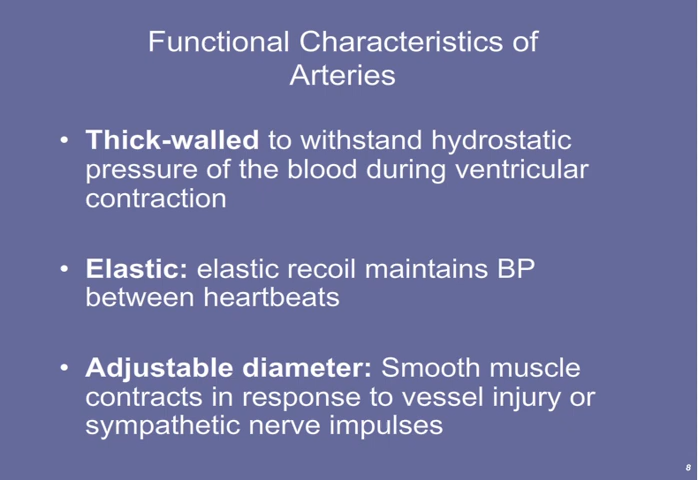 Functional Characteristics of
Arteries
• Thick-walled to withstand hydrostatic
pressure of the blood during ventricular
contraction
• Elastic: elastic recoil maintains BP
between heartbeats
• Adjustable diameter: Smooth muscle
contracts in response to vessel injury or
sympathetic nerve impulses
8